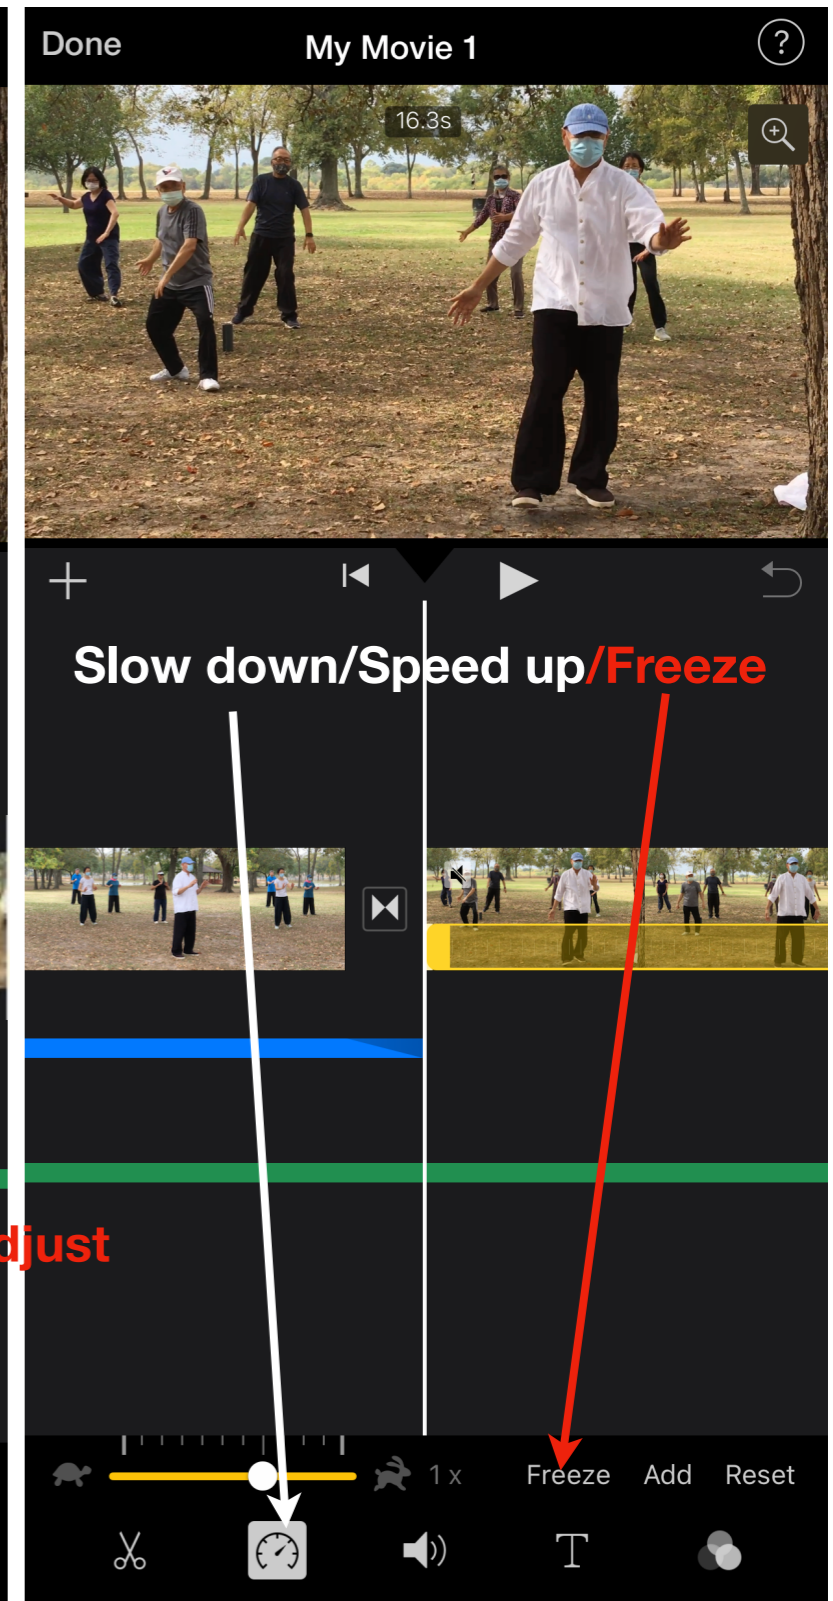 Done
My Movie 1
?
16.3s
Slow down/Speed up/Freeze
djust
1 x
Freeze
Add
Reset
T